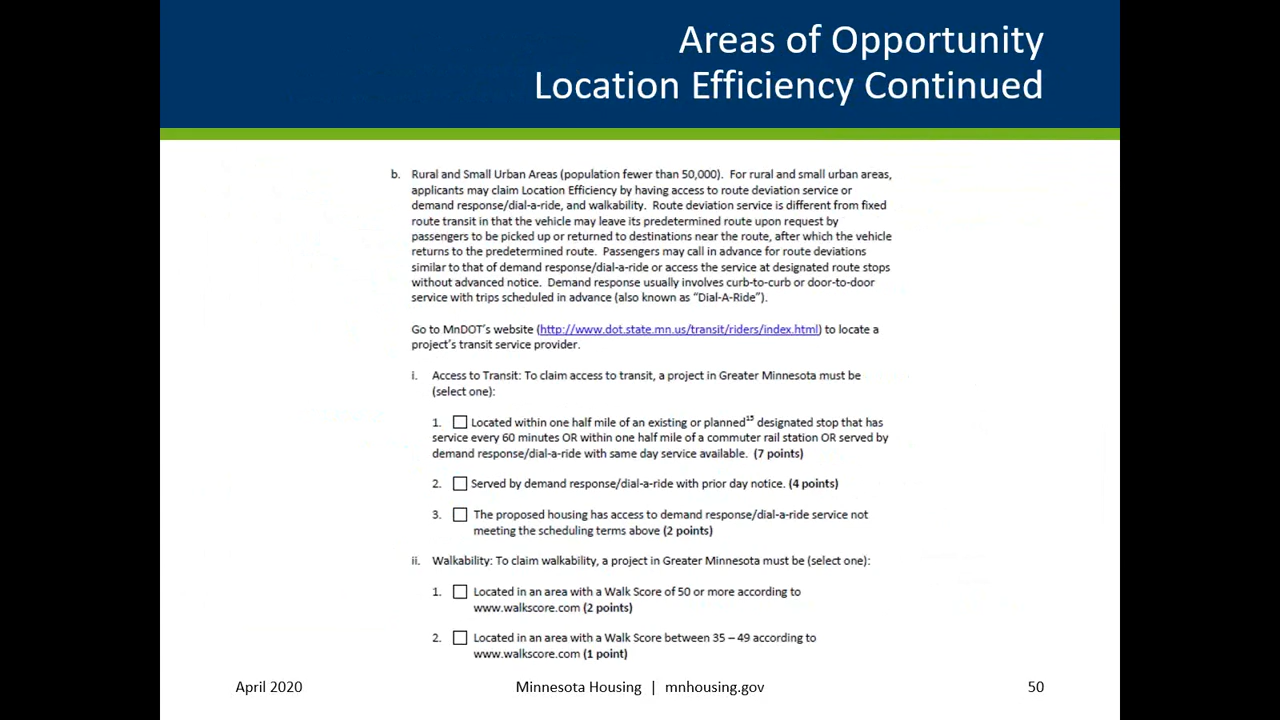 Areas of Opportunity
Location Efficiency Continued
b. Rural and Small Urban Areas (population fewer than 50,000). For rural and small urban areas,
applicants may claim Location Efficiency by having access to route deviation service or
demand response/dial-a-ride, and walkability. Route deviation service is different from fixed
route transit in that the vehicle may leave its predetermined route upon request by
passengers to be picked up or returned to destinations near the route, after which the vehicle
returns to the predetermined route. Passengers may call in advance for route deviations
similar to that of demand response/dial-a-ride or access the service at designated route stops
without advanced notice. Demand response usually involves curb-to-curb or door-to-door
service with trips scheduled in advance (also known as “Dial-A-Ride”).
Go to MnDOT’s website (http://www.dot.state.mn.us/transit/riders/index.html) to locate a
project’s transit service provider.
i. Access to Transit: To claim access to transit, a project in Greater Minnesota must be
(select one):
1. ☐ Located within one half mile of an existing or planned¹⁵ designated stop that has
service every 60 minutes OR within one half mile of a commuter rail station OR served by
demand response/dial-a-ride with same day service available. (7 points)
2. ☐ Served by demand response/dial-a-ride with prior day notice. (4 points)
3. ☐ The proposed housing has access to demand response/dial-a-ride service not
meeting the scheduling terms above (2 points)
ii. Walkability: To claim walkability, a project in Greater Minnesota must be (select one):
1. ☐ Located in an area with a Walk Score of 50 or more according to
www.walkscore.com (2 points)
2. ☐ Located in an area with a Walk Score between 35 – 49 according to
www.walkscore.com (1 point)
April 2020 Minnesota Housing | mnhousing.gov 50